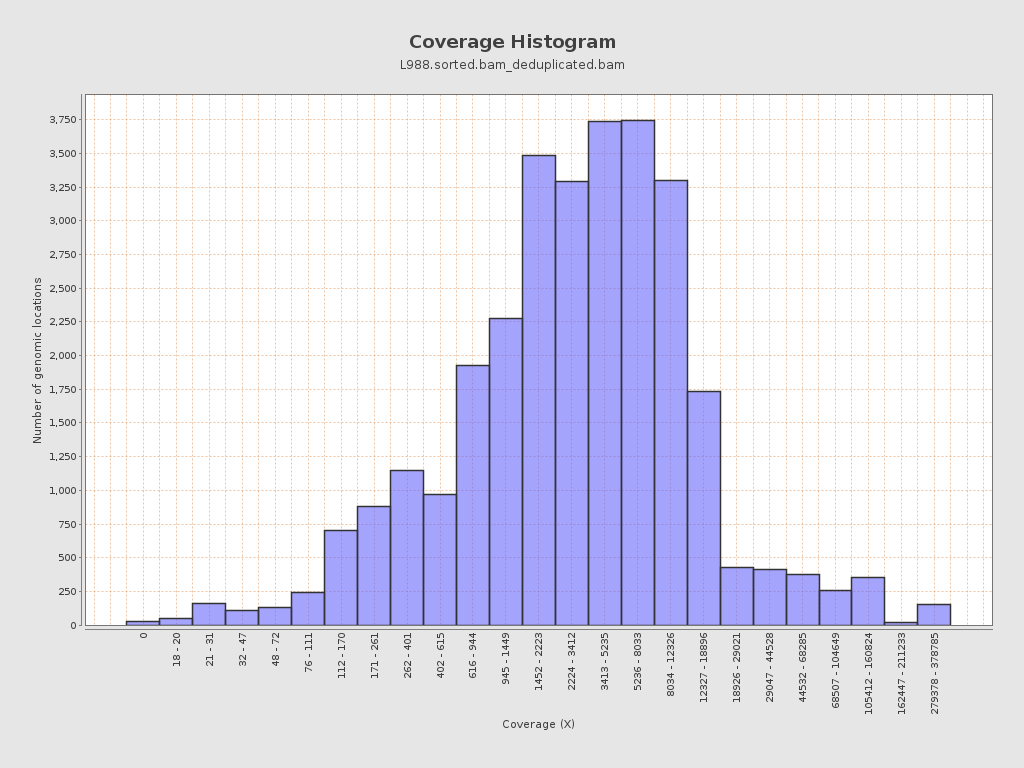 Coverage Histogram
L988.sorted.bam_deduplicated.bam
Number of genomic locations
3,750
3,500
3,250
3,000
2,750
2,500
2,250
2,000
1,750
1,500
1,250
1,000
750
500
250
0
0
18 - 20
21 - 31
32 - 47
48 - 72
76 - 111
112 - 170
171 - 261
262 - 401
402 - 615
616 - 944
945 - 1449
1452 - 2223
2224 - 3412
3413 - 5235
5236 - 8033
8034 - 12326
12327 - 18896
18926 - 29021
29047 - 44528
44532 - 68285
68507 - 104649
105412 - 160824
162447 - 211233
279378 - 378785
Coverage (X)